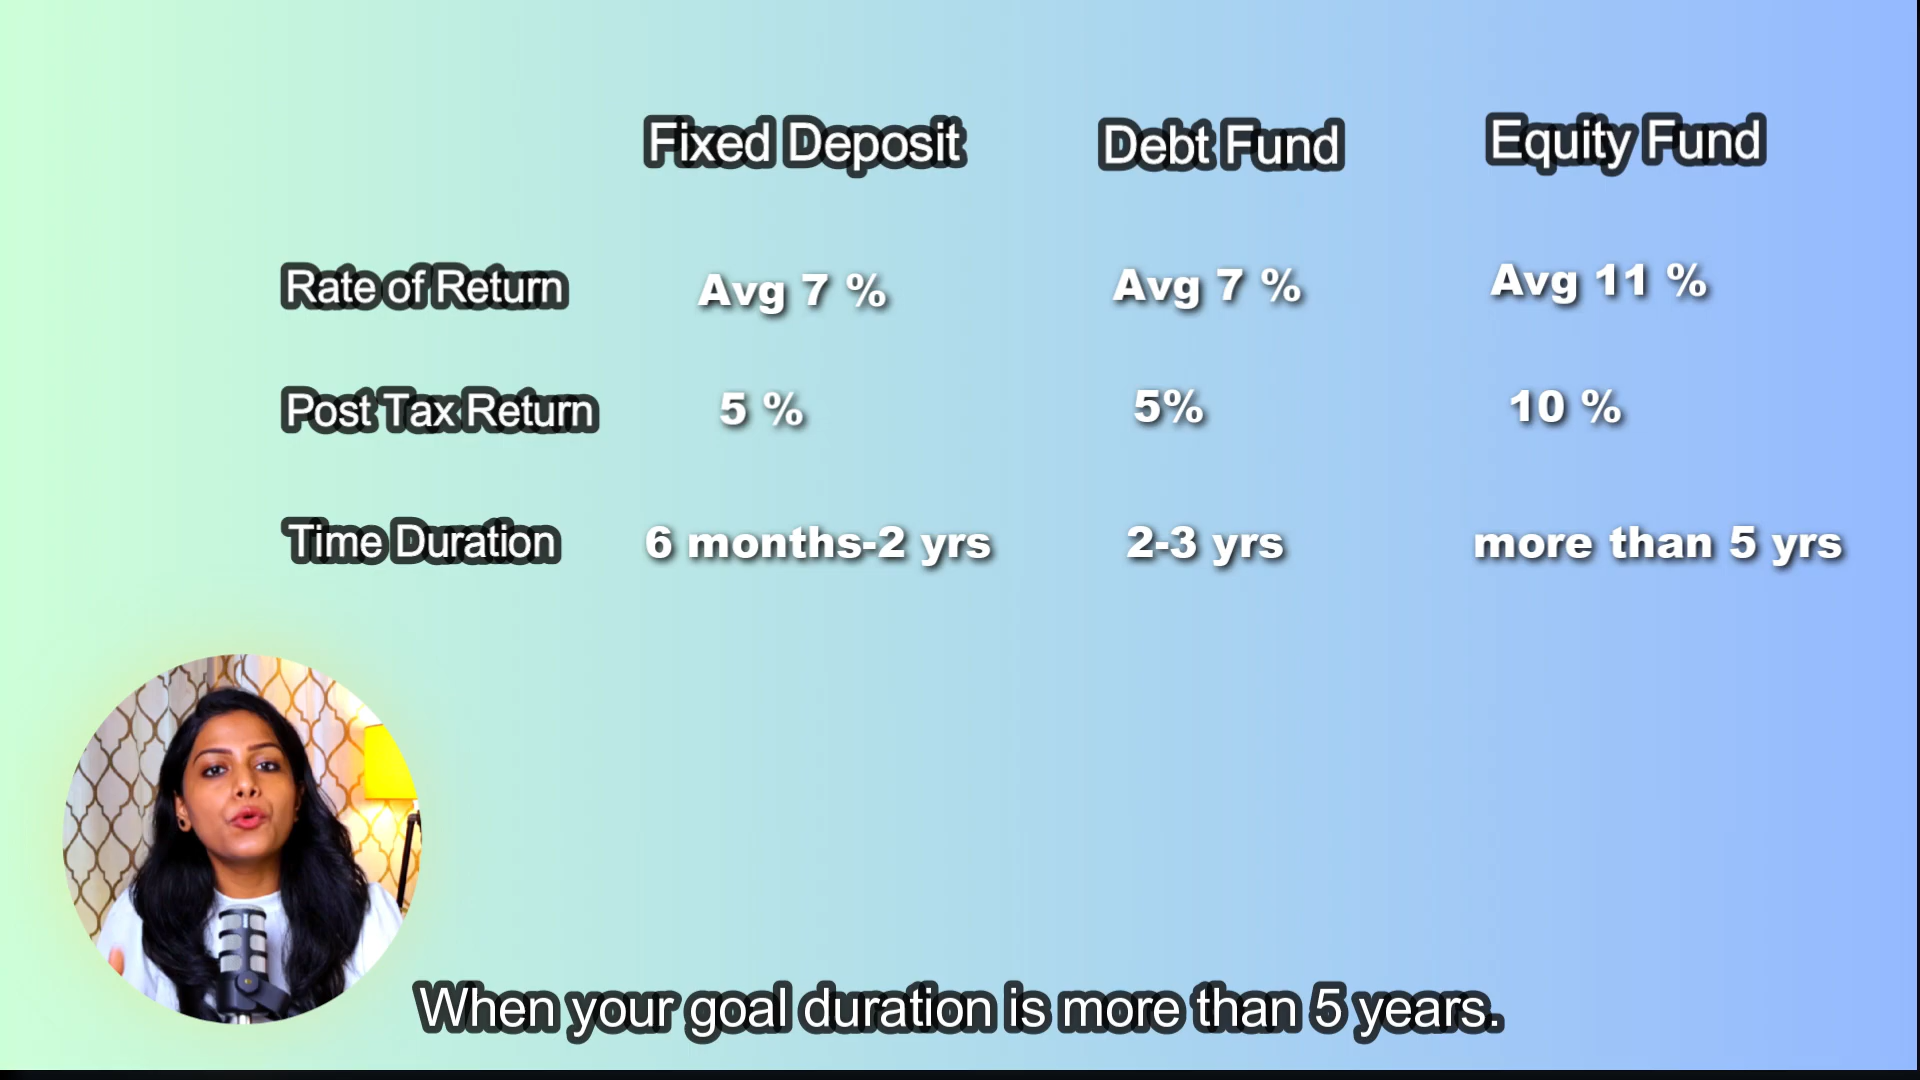 Fixed Deposit Debt Fund Equity Fund
Rate of Return Avg 7 % Avg 7 % Avg 11 %
Post Tax Return 5 % 5% 10 %
Time Duration 6 months-2 yrs 2-3 yrs more than 5 yrs
When your goal duration is more than 5 years.